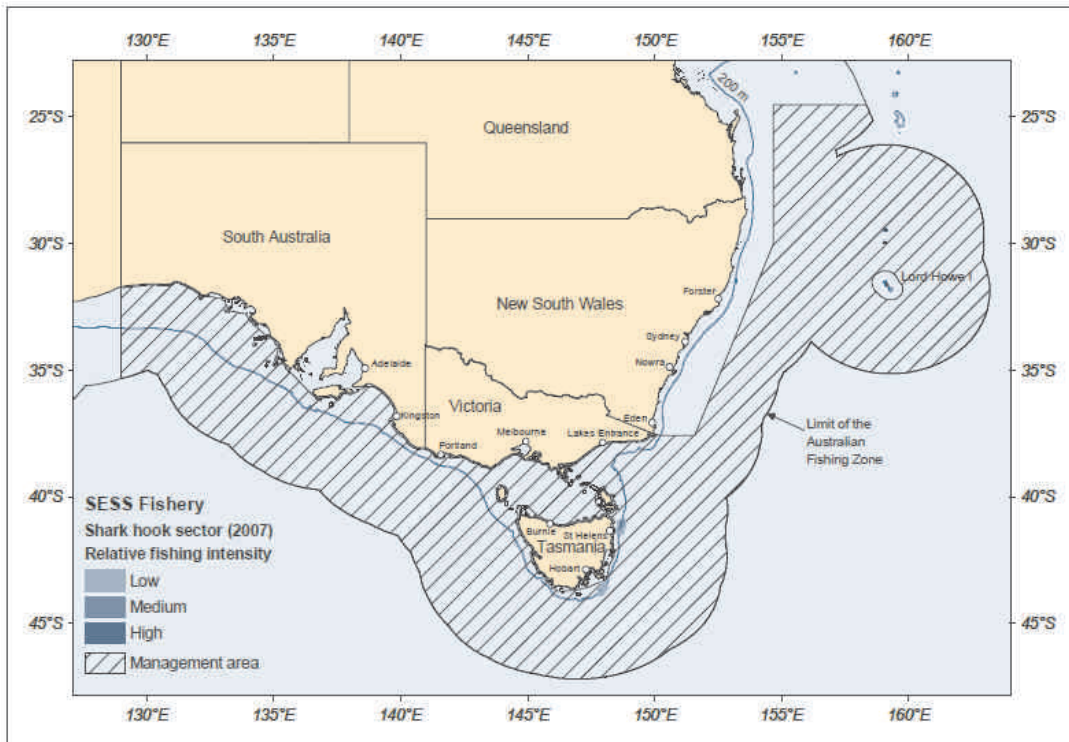 130°E 135°E 140°E 145°E 150°E 155°E 160°E
200 m
25°S 25°S
Queensland
South Australia
30°S 30°S
Lord Howe I
Forster
New South Wales
Sydney
Nowra
35°S 35°S
Adelaide
Kingston
Victoria
Eden
Melbourne
Lakes Entrance
Portland
Limit of the
Australian
Fishing Zone
40°S 40°S
Burnie
St Helens
Tasmania
Hobart
SESS Fishery
Shark hook sector (2007)
Relative fishing intensity
Low
Medium
High
Management area
45°S 45°S
130°E 135°E 140°E 145°E 150°E 155°E 160°E